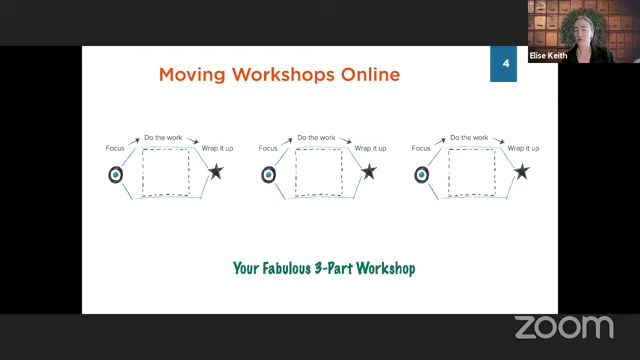 Elise Keith
4
Moving Workshops Online
Focus Do the work Wrap it up
Focus Do the work Wrap it up
Focus Do the work Wrap it up
Your Fabulous 3-Part Workshop
zoom